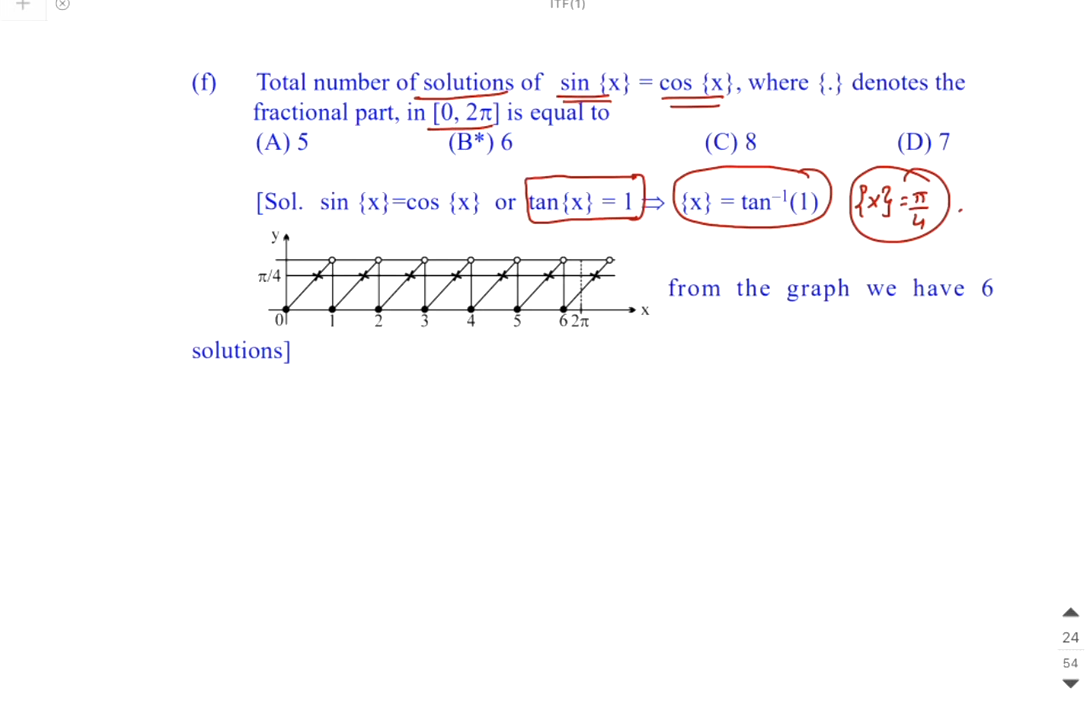 ITF(1)
(f) Total number of solutions of sin {x} = cos {x}, where {.} denotes the
fractional part, in [0, 2π] is equal to
(A) 5 (B*) 6 (C) 8 (D) 7
[Sol. sin {x}=cos {x} or tan{x} = 1 ⇒ {x} = tan⁻¹(1) {x} = π/4 .
y
π/4
from the graph we have 6
0 1 2 3 4 5 6 2π x
solutions]
24
54